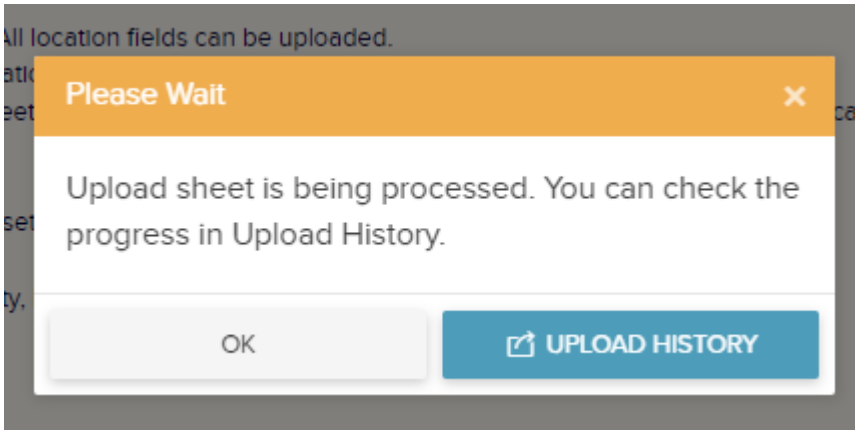 All location fields can be uploaded.
Please Wait
Upload sheet is being processed. You can check the
progress in Upload History.
OK
UPLOAD HISTORY